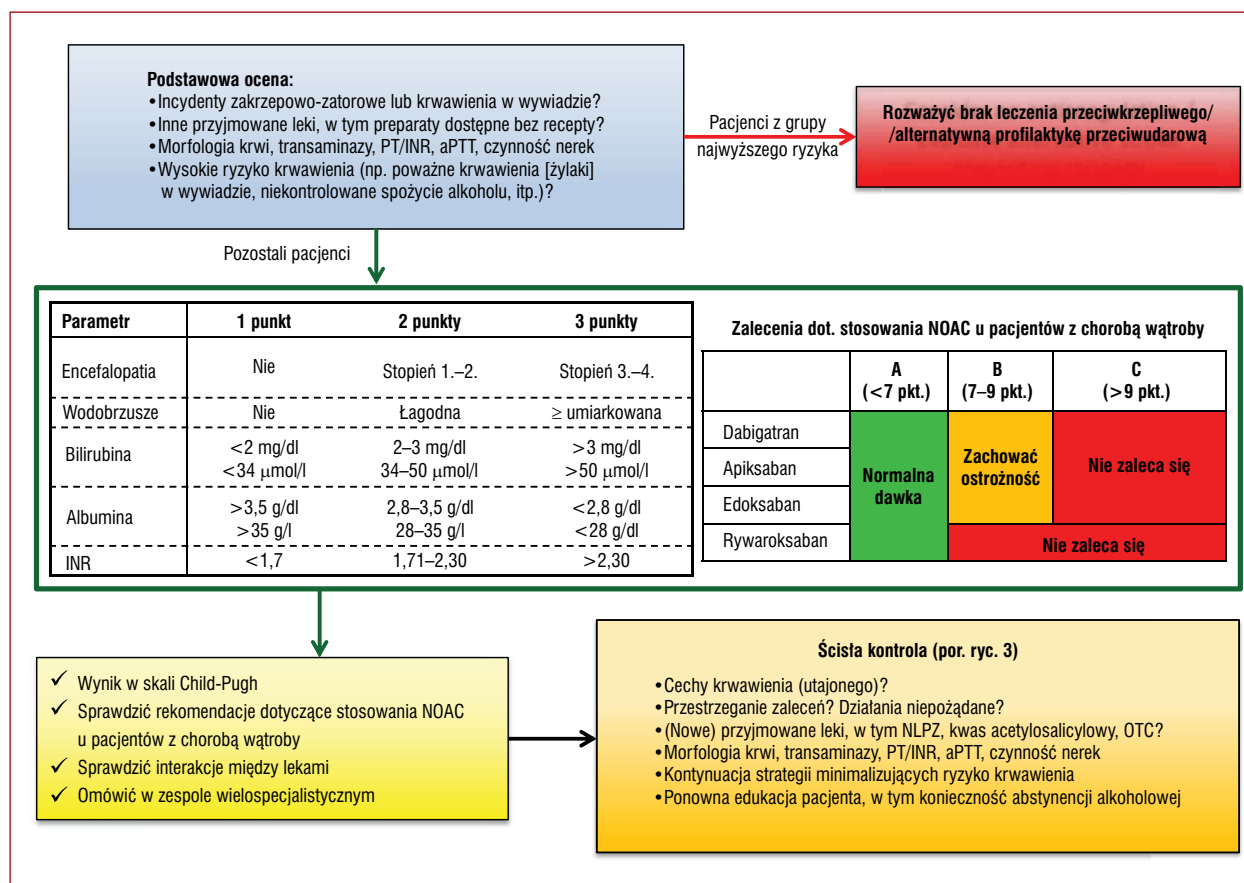 Podstawowa ocena:
•Incydenty zakrzepowo-zatorowe lub krwawienia w wywiadzie?
•Inne przyjmowane leki, w tym preparaty dostępne bez recepty?
•Morfologia krwi, transaminazy, PT/INR, aPTT, czynność nerek
•Wysokie ryzyko krwawienia (np. poważne krwawienia [żylaki]
w wywiadzie, niekontrolowane spożycie alkoholu, itp.)?
Pacjenci z grupy
najwyższego ryzyka
Rozważyć brak leczenia przeciwkrzepliwego/
/alternatywną profilaktykę przeciwudarową
Pozostali pacjenci
Parametr 1 punkt 2 punkty 3 punkty
Encefalopatia Nie Stopień 1.–2. Stopień 3.–4.
Wodobrzusze Nie Łagodna ≥ umiarkowana
Bilirubina <2 mg/dl 2–3 mg/dl >3 mg/dl
<34 μmol/l 34–50 μmol/l >50 μmol/l
Albumina >3,5 g/dl 2,8–3,5 g/dl <2,8 g/dl
>35 g/l 28–35 g/l <28 g/dl
INR <1,7 1,71–2,30 >2,30
Zalecenia dot. stosowania NOAC u pacjentów z chorobą wątroby
A B C
(<7 pkt.) (7–9 pkt.) (>9 pkt.)
Dabigatran
Apiksaban
Edoksaban
Rywaroksaban
Normalna
dawka
Zachować
ostrożność
Nie zaleca się
Nie zaleca się
✓ Wynik w skali Child-Pugh
✓ Sprawdzić rekomendacje dotyczące stosowania NOAC
u pacjentów z chorobą wątroby
✓ Sprawdzić interakcje między lekami
✓ Omówić w zespole wielospecjalistycznym
Ścisła kontrola (por. ryc. 3)
•Cechy krwawienia (utajonego)?
•Przestrzeganie zaleceń? Działania niepożądane?
•(Nowe) przyjmowane leki, w tym NLPZ, kwas acetylosalicylowy, OTC?
•Morfologia krwi, transaminazy, PT/INR, aPTT, czynność nerek
•Kontynuacja strategii minimalizujących ryzyko krwawienia
•Ponowna edukacja pacjenta, w tym konieczność abstynencji alkoholowej